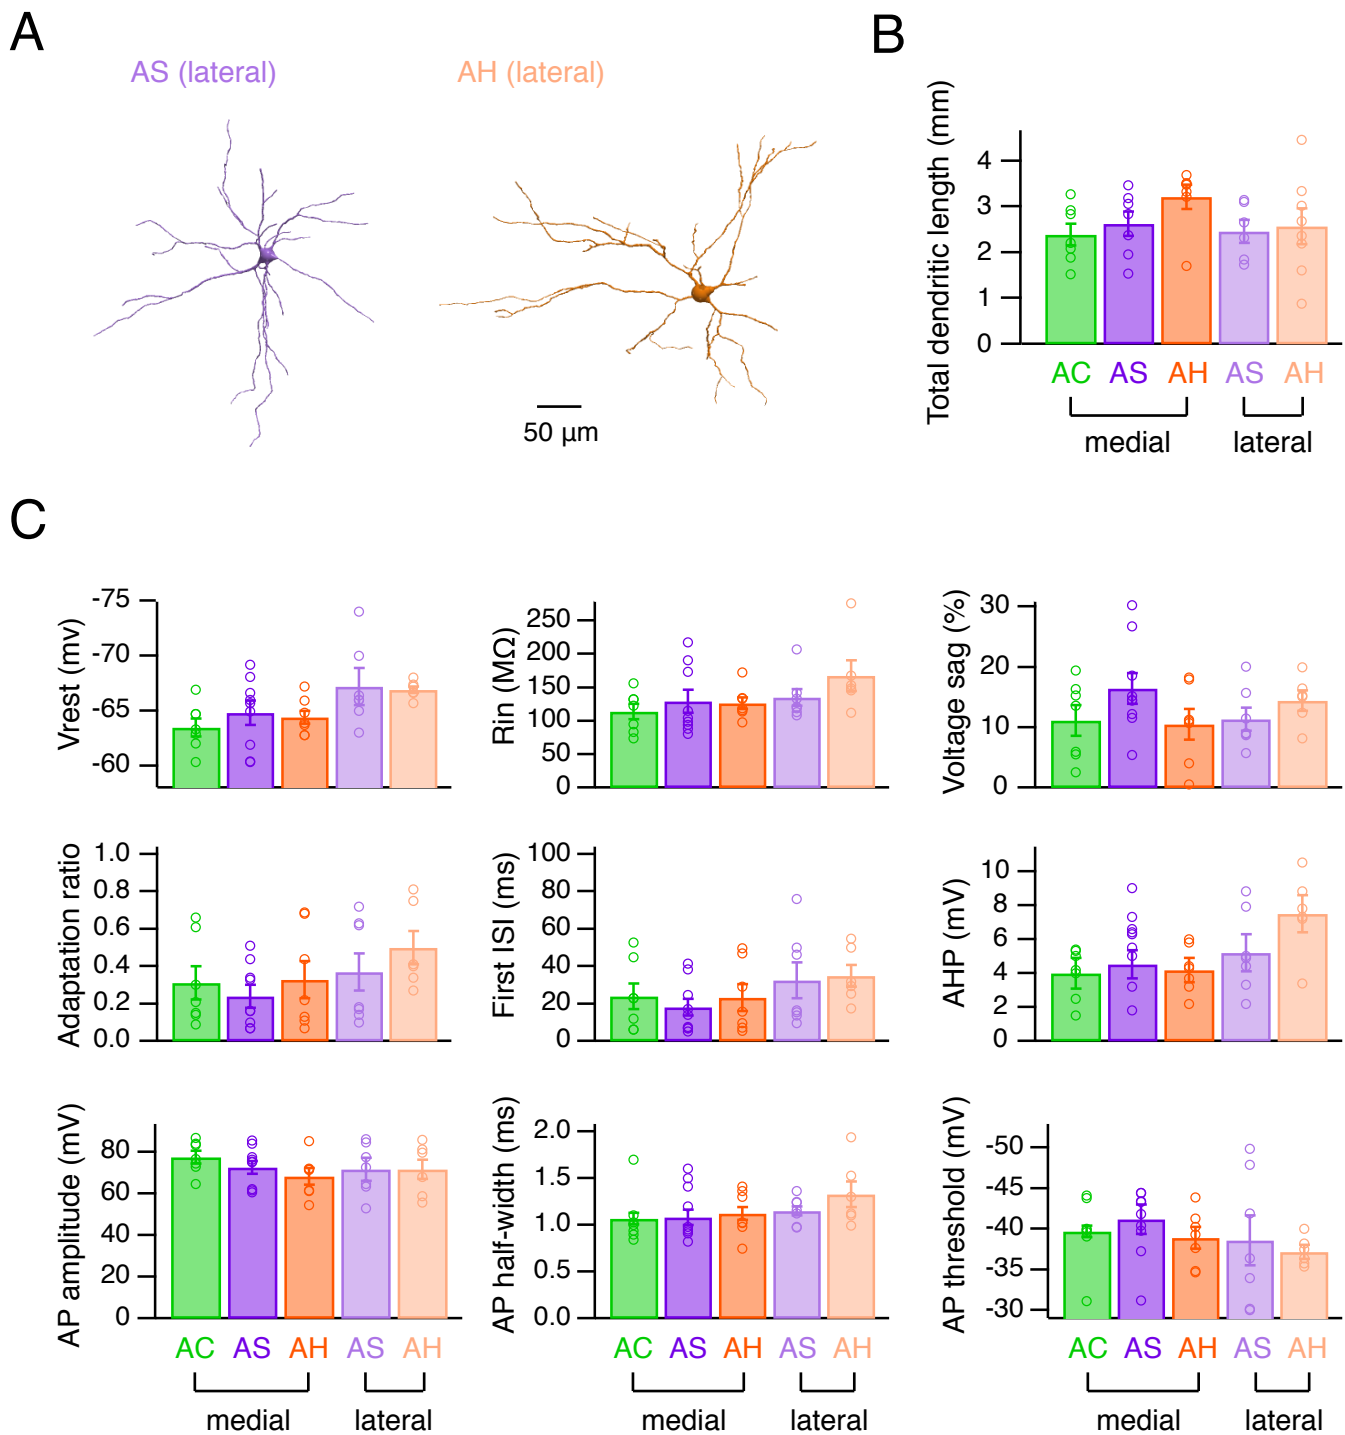 A
AS (lateral)
AH (lateral)
50 µm
B
Total dendritic length (mm)
4
3
2
1
0
AC AS AH AS AH
medial lateral
C
Vrest (mv)
-75
-70
-65
-60
Rin (MΩ)
250
200
150
100
50
0
Voltage sag (%)
30
20
10
0
Adaptation ratio
1.0
0.8
0.6
0.4
0.2
0.0
First ISI (ms)
100
80
60
40
20
0
AHP (mV)
10
8
6
4
2
0
AP amplitude (mV)
80
60
40
20
0
AC AS AH AS AH
medial lateral
AP half-width (ms)
2.0
1.5
1.0
0.5
0.0
AC AS AH AS AH
medial lateral
AP threshold (mV)
-50
-45
-40
-35
-30
AC AS AH AS AH
medial lateral